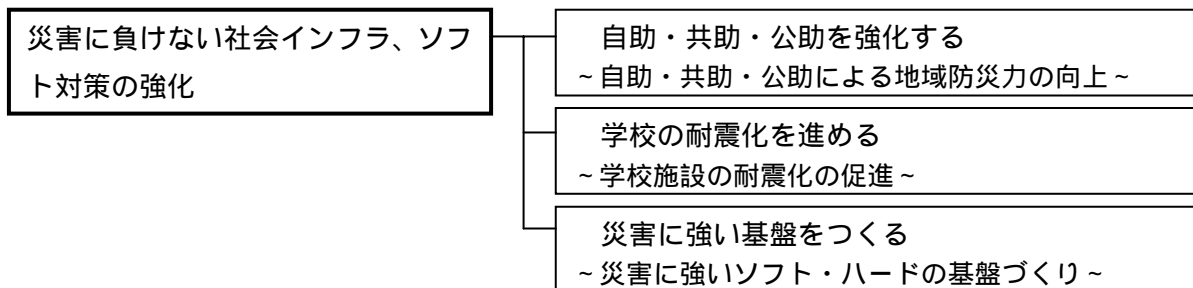 災害に負けない社会インフラ、ソフ
ト対策の強化
自助・共助・公助を強化する
~自助・共助・公助による地域防災力の向上~
学校の耐震化を進める
~学校施設の耐震化の促進~
災害に強い基盤をつくる
~災害に強いソフト・ハードの基盤づくり~